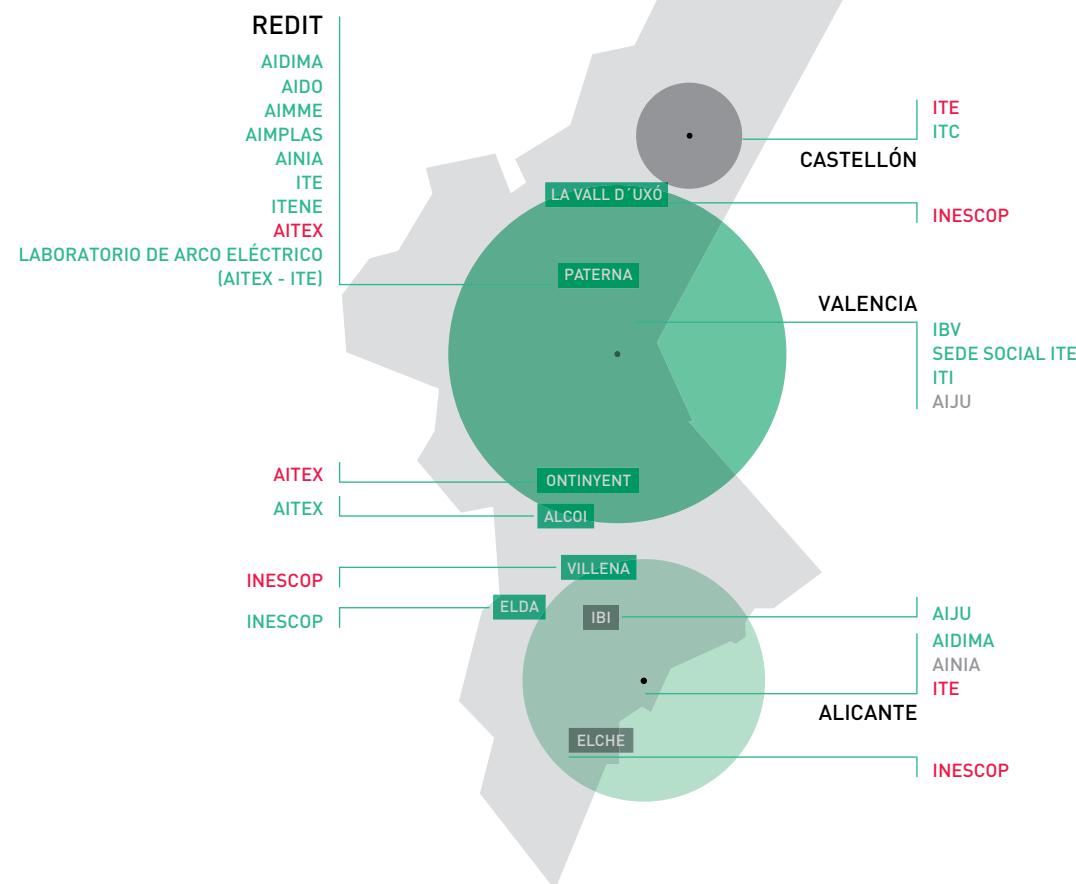 REDIT
AIDIMA
AIDO
AIMME
AIMPLAS
AINIA
ITE
ITENE
AITEX
LABORATORIO DE ARCO ELÉCTRICO
(AITEX - ITE)
ITE
ITC
CASTELLÓN
LA VALL D´UXÓ
INESCOP
PATERNA
VALENCIA
IBV
SEDE SOCIAL ITE
ITI
AIJU
AITEX
ONTINYENT
AITEX
ALCOI
INESCOP
VILLENA
INESCOP
ELDA
IBI
AIJU
AIDIMA
AINIA
ITE
ALICANTE
ELCHE
INESCOP